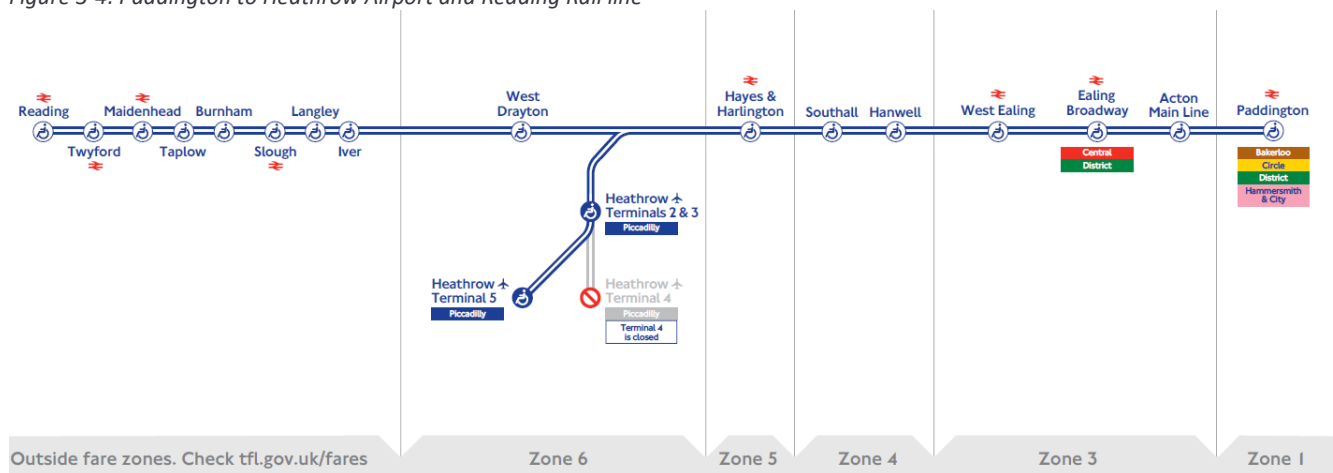 Figure 3-4: Paddington to Heathrow Airport and Reading Rail line
Reading
Twyford
Maidenhead
Taplow
Burnham
Slough
Langley
Iver
West
Drayton
Heathrow
Terminals 2 & 3
Piccadilly
Heathrow
Terminal 5
Piccadilly
Heathrow
Terminal 4
Piccadilly
Terminal 4
is closed
Hayes &
Harlington
Southall
Hanwell
West Ealing
Ealing
Broadway
Central
District
Acton
Main Line
Paddington
Bakerloo
Circle
District
Hammersmith
& City
Outside fare zones. Check tfl.gov.uk/fares
Zone 6
Zone 5
Zone 4
Zone 3
Zone 1